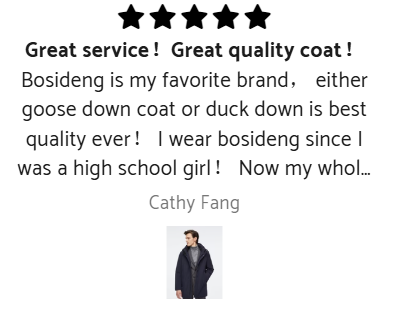 Great service！ Great quality coat！
Bosideng is my favorite brand， either
goose down coat or duck down is best
quality ever！ I wear bosideng since I
was a high school girl！ Now my whol...
Cathy Fang